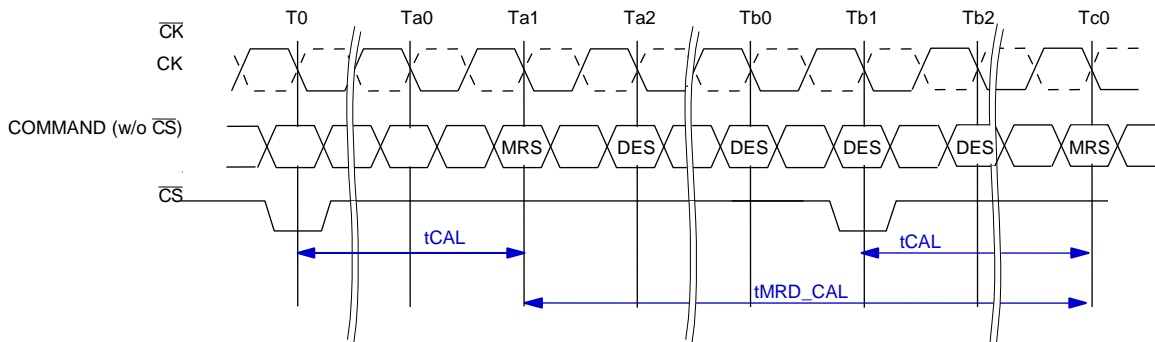 T0 Ta0 Ta1 Ta2 Tb0 Tb1 Tb2 Tc0
CK
CK
COMMAND (w/o CS) MRS DES DES DES DES MRS
CS
tCAL tCAL
tMRD_CAL